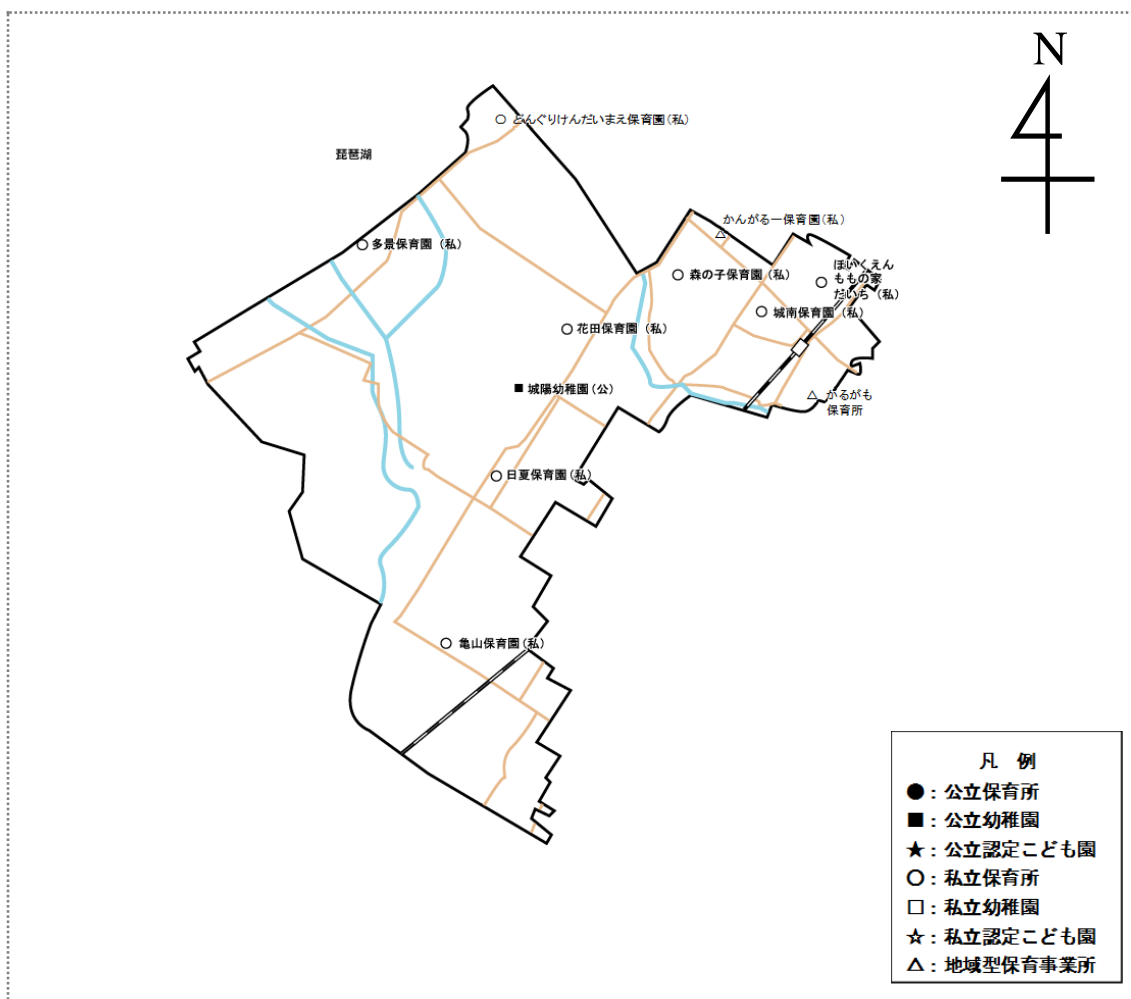 N
どんぐりけんだいまえ保育園(私)
琵琶湖
かんがるー保育園(私)
多景保育園(私)
森の子保育園(私)
ほいくえん
ももの家
だいち(私)
城南保育園(私)
花田保育園(私)
城陽幼稚園(公)
かるがも
保育所
日夏保育園(私)
亀山保育園(私)
凡 例
●:公立保育所
■:公立幼稚園
★:公立認定こども園
○:私立保育所
□:私立幼稚園
☆:私立認定こども園
△:地域型保育事業所